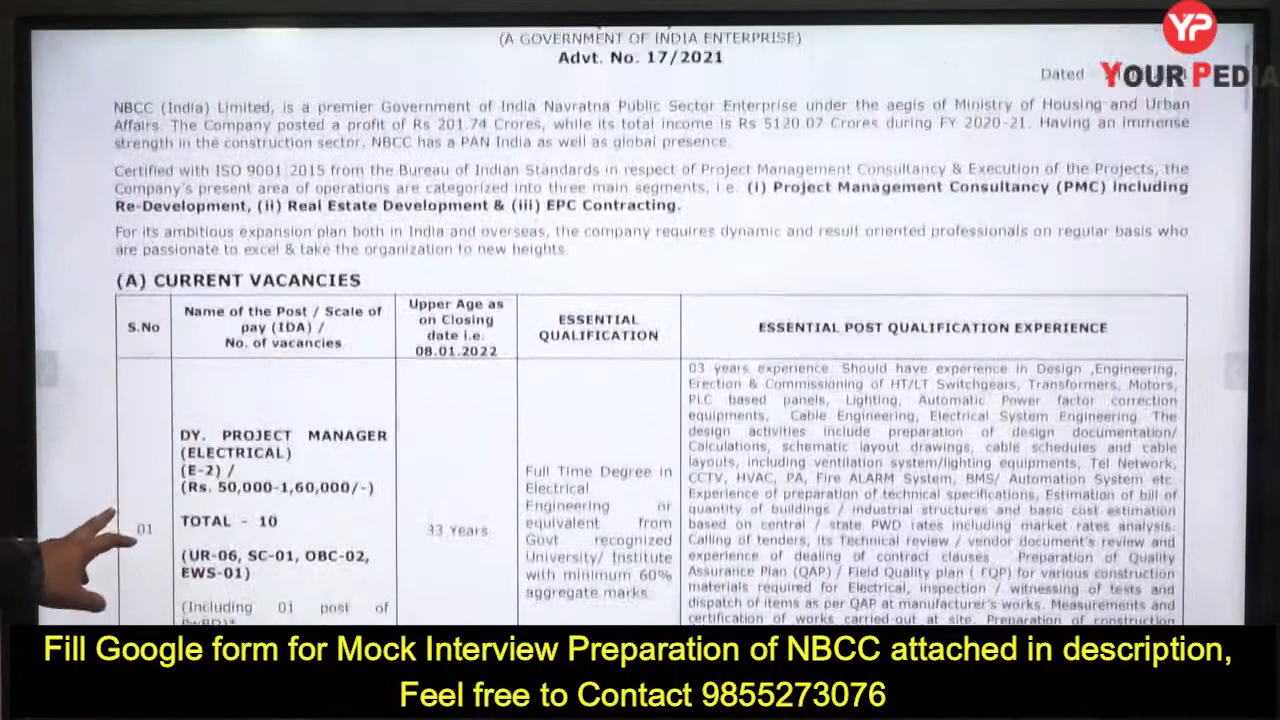 YP
YOUR PEDIA
(A GOVERNMENT OF INDIA ENTERPRISE)
Advt. No. 17/2021
Dated
NBCC (India) Limited, is a premier Government of India Navratna Public Sector Enterprise under the aegis of Ministry of Housing and Urban
Affairs. The Company posted a profit of Rs 201.74 Crores, while its total income is Rs 5120.07 Crores during FY 2020-21. Having an immense
strength in the construction sector, NBCC has a PAN India as well as global presence.
Certified with ISO 9001 2015 from the Bureau of Indian Standards in respect of Project Management Consultancy & Execution of the Projects, the
Company's present area of operations are categorized into three main segments, i.e. (i) Project Management Consultancy (PMC) including
Re-Development, (ii) Real Estate Development & (iii) EPC Contracting.
For its ambitious expansion plan both in India and overseas, the company requires dynamic and result oriented professionals on regular basis who
are passionate to excel & take the organization to new heights
(A) CURRENT VACANCIES
S.No
Name of the Post / Scale of
pay (IDA) /
No. of vacancies
Upper Age as
on Closing
date i.e.
08.01.2022
ESSENTIAL
QUALIFICATION
ESSENTIAL POST QUALIFICATION EXPERIENCE
01
DY. PROJECT MANAGER
(ELECTRICAL)
(E-2) /
(Rs. 50,000-1,60,000/-)
TOTAL - 10
(UR-06, SC-01, OBC-02,
EWS-01)
(Including 01 post of
PwBD)*
33 Years
Full Time Degree in
Electrical
Engineering or
equivalent from
Govt recognized
University/ Institute
with minimum 60%
aggregate marks
03 years experience. Should have experience in Design ,Engineering,
Erection & Commissioning of HT/LT Switchgears, Transformers, Motors,
PLC based panels, Lighting, Automatic Power factor correction
equipments, Cable Engineering, Electrical System Engineering. The
design activities include preparation of design documentation/
Calculations, schematic layout drawings, cable schedules and cable
layouts, including ventilation system/lighting equipments, Tel Network,
CCTV, HVAC, PA, Fire ALARM System, BMS/ Automation System etc
Experience of preparation of technical specifications, Estimation of bill of
quantity of buildings / industrial structures and basic cost estimation
based on central / state PWD rates including market rates analysis.
Calling of tenders, its Technical review / vendor document's review and
experience of dealing of contract clauses Preparation of Quality
Assurance Plan (QAP) / Field Quality plan ( FQP) for various construction
materials required for Electrical, inspection / witnessing of tests and
dispatch of items as per QAP at manufacturer's works. Measurements and
certification of works carried-out at site. Preparation of construction
Fill Google form for Mock Interview Preparation of NBCC attached in description,
Feel free to Contact 9855273076